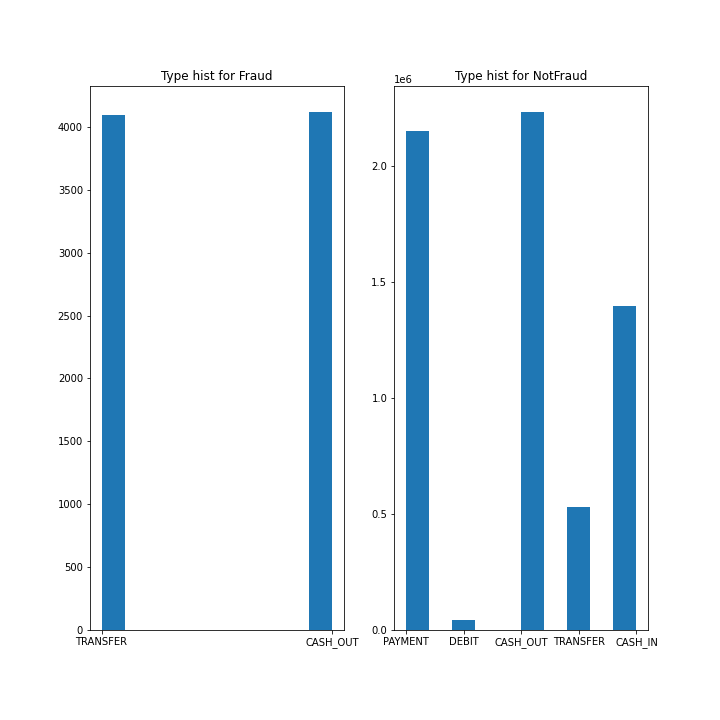 Type hist for Fraud
4000
3500
3000
2500
2000
1500
1000
500
0
TRANSFER
CASH_OUT
Type hist for NotFraud
1e6
2.0
1.5
1.0
0.5
0.0
PAYMENT
DEBIT
CASH_OUT
TRANSFER
CASH_IN